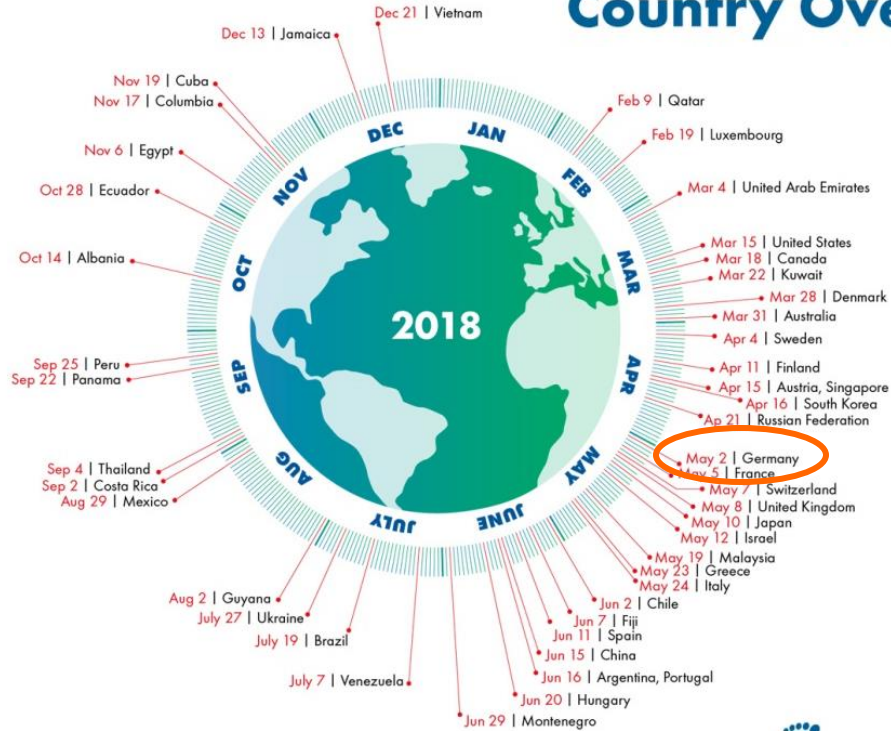 Country Ove
2018
JAN
FEB
MAR
APR
MAY
JUNE
JULY
AUG
SEP
OCT
NOV
DEC
Feb 9 | Qatar
Feb 19 | Luxembourg
Mar 4 | United Arab Emirates
Mar 15 | United States
Mar 18 | Canada
Mar 22 | Kuwait
Mar 28 | Denmark
Mar 31 | Australia
Apr 4 | Sweden
Apr 11 | Finland
Apr 15 | Austria, Singapore
Apr 16 | South Korea
Ap 21 | Russian Federation
May 2 | Germany
May 5 | France
May 7 | Switzerland
May 8 | United Kingdom
May 10 | Japan
May 12 | Israel
May 19 | Malaysia
May 23 | Greece
May 24 | Italy
Jun 2 | Chile
Jun 7 | Fiji
Jun 11 | Spain
Jun 15 | China
Jun 16 | Argentina, Portugal
Jun 20 | Hungary
Jun 29 | Montenegro
July 7 | Venezuela
July 19 | Brazil
July 27 | Ukraine
Aug 2 | Guyana
Aug 29 | Mexico
Sep 2 | Costa Rica
Sep 4 | Thailand
Sep 22 | Panama
Sep 25 | Peru
Oct 14 | Albania
Oct 28 | Ecuador
Nov 6 | Egypt
Nov 17 | Columbia
Nov 19 | Cuba
Dec 13 | Jamaica
Dec 21 | Vietnam